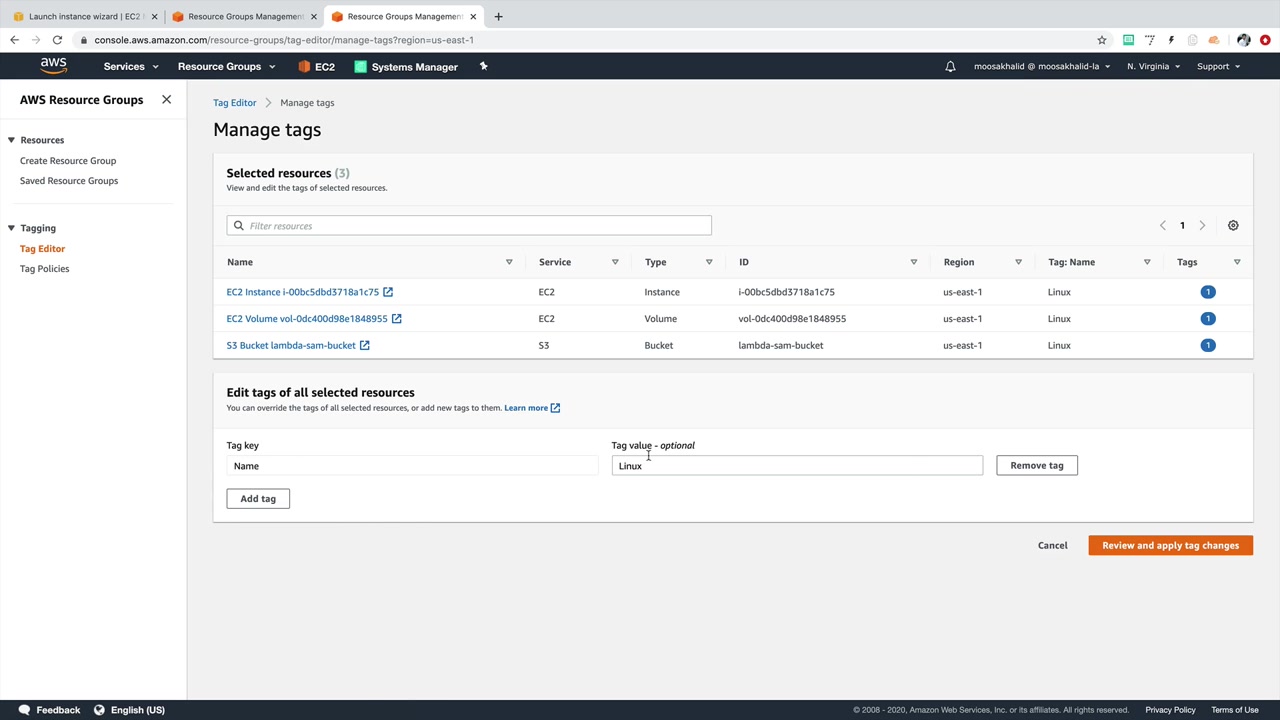 Launch instance wizard | EC2
Resource Groups Management
Resource Groups Management
console.aws.amazon.com/resource-groups/tag-editor/manage-tags?region=us-east-1
aws
Services
Resource Groups
EC2
Systems Manager
moosakhalid @ moosakhalid-la
N. Virginia
Support
AWS Resource Groups
Resources
Create Resource Group
Saved Resource Groups
Tagging
Tag Editor
Tag Policies
Tag Editor > Manage tags
Manage tags
Selected resources (3)
View and edit the tags of selected resources.
Filter resources
1
Name Service Type ID Region Tag: Name Tags
EC2 Instance i-00bc5dbd3718a1c75 EC2 Instance i-00bc5dbd3718a1c75 us-east-1 Linux 1
EC2 Volume vol-0dc400d98e1848955 EC2 Volume vol-0dc400d98e1848955 us-east-1 Linux 1
S3 Bucket lambda-sam-bucket S3 Bucket lambda-sam-bucket us-east-1 Linux 1
Edit tags of all selected resources
You can override the tags of all selected resources, or add new tags to them. Learn more
Tag key Tag value - optional
Name Linux Remove tag
Add tag
Cancel Review and apply tag changes
Feedback English (US) © 2008 - 2020, Amazon Web Services, Inc. or its affiliates. All rights reserved. Privacy Policy Terms of Use